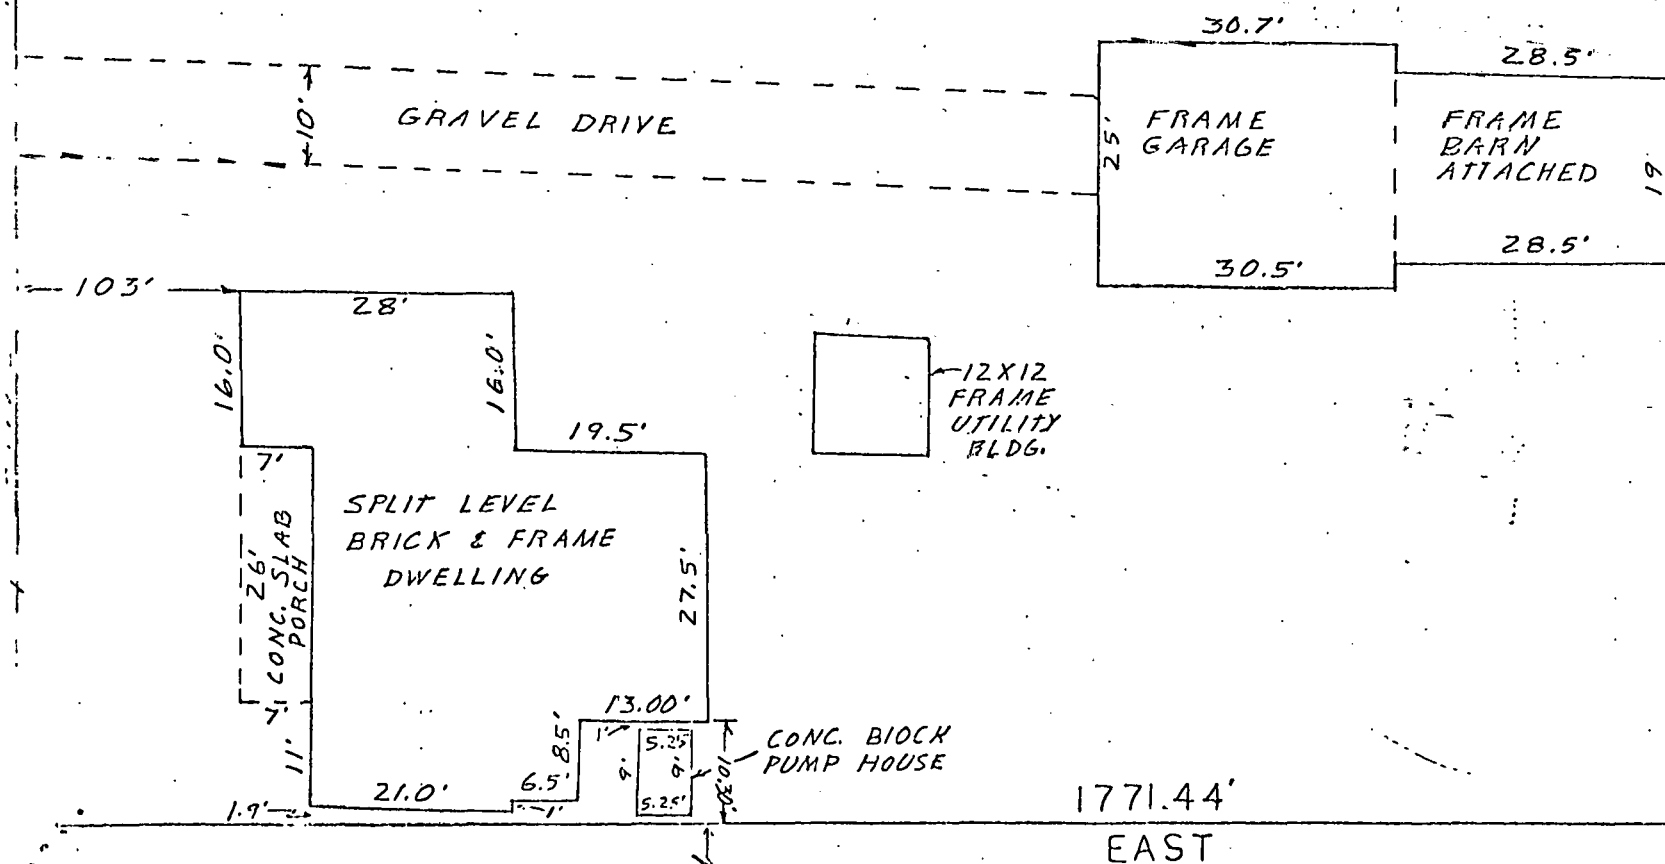 30.7'
28.5'
10'
GRAVEL DRIVE
25'
FRAME
GARAGE
FRAME
BARN
ATTACHED
19
103'
28'
30.5'
28.5'
16.0'
16.0'
19.5'
12X12
FRAME
UTILITY
BLDG.
7'
SPLIT LEVEL
BRICK & FRAME
DWELLING
26'
CONC. SLAB
PORCH
27.5'
7'
11'
13.00'
8.5'
1'
5.25'
9'
9'
5.25'
CONC. BLOCK
PUMP HOUSE
10.30'
21.0'
6.5'
1'
1.9'
1771.44'
EAST